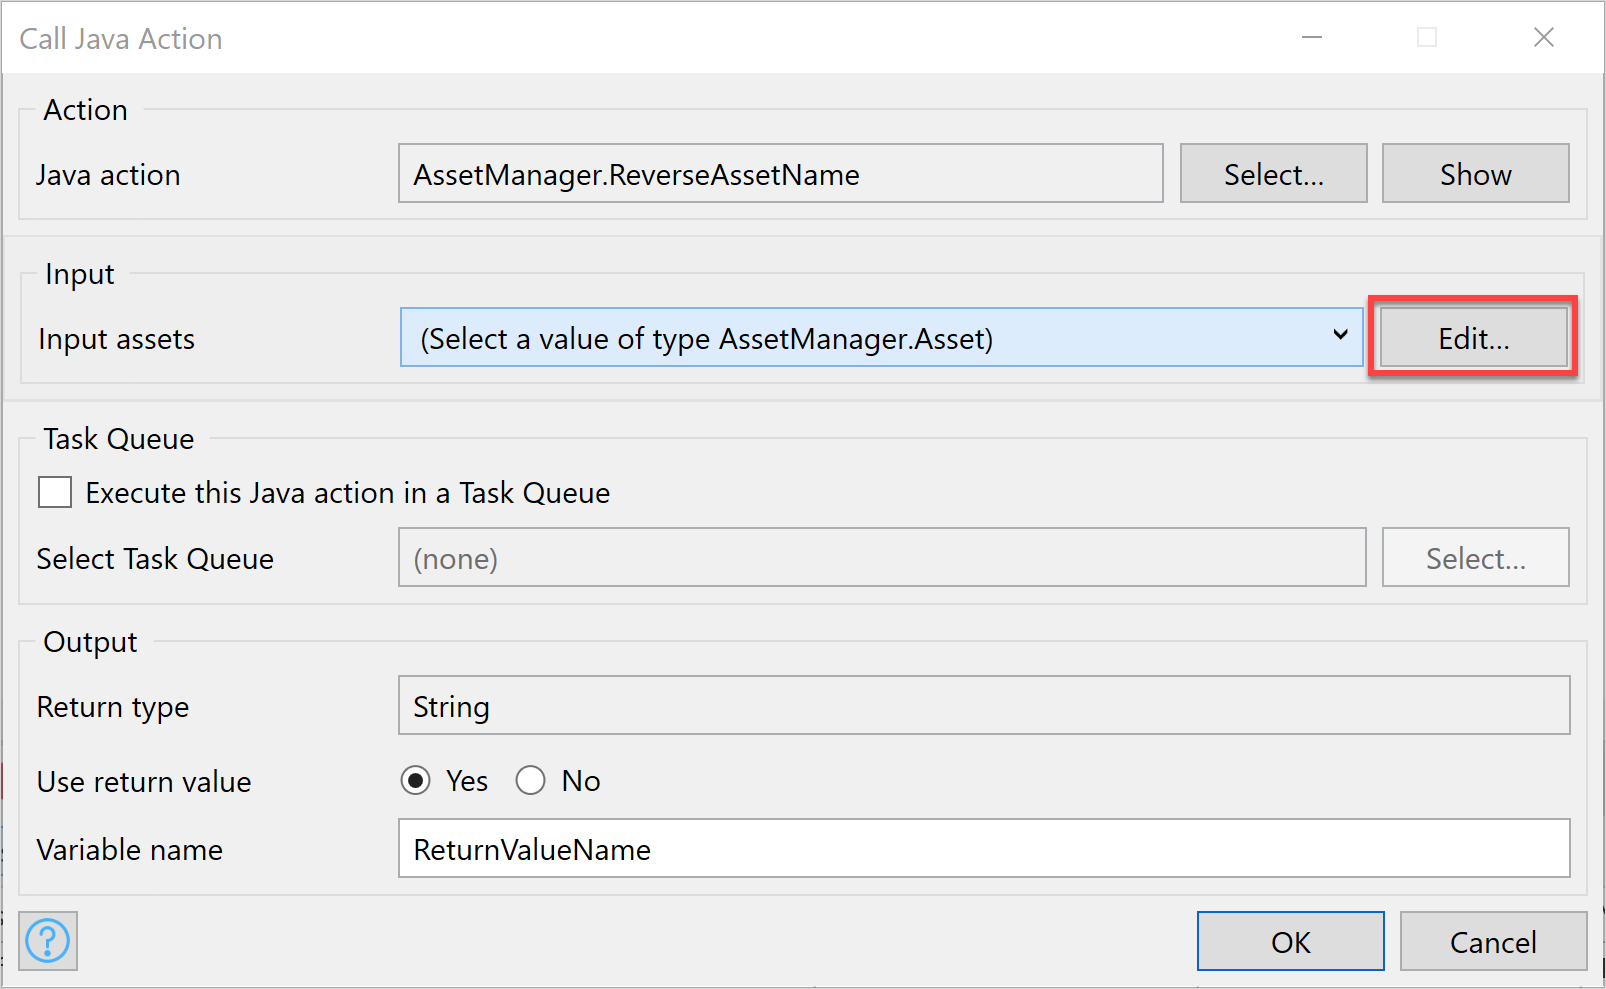 Call Java Action
Action
Java action AssetManager.ReverseAssetName Select... Show
Input
Input assets (Select a value of type AssetManager.Asset) Edit...
Task Queue
Execute this Java action in a Task Queue
Select Task Queue (none) Select...
Output
Return type String
Use return value Yes No
Variable name ReturnValueName
? OK Cancel